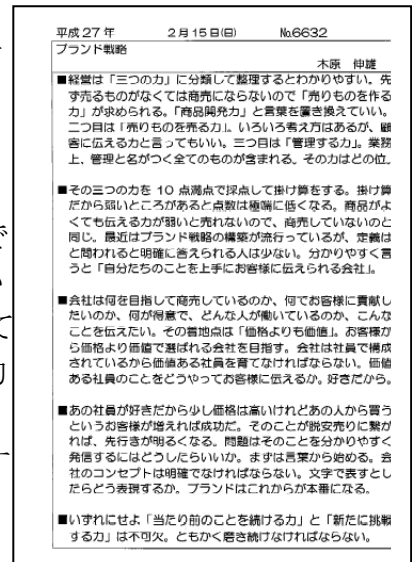 平成27年 2月15日(日) №6632
ブランド戦略
木原 伸雄
■経営は「三つの力」に分類して整理するとわかりやすい。先
ず売るものがなくては商売にならないので「売りものを作る
力」が求められる。「商品開発力」と言葉を置き換えていい。
二つ目は「売りものを売る力」。いろいろ考え方はあるが、顧
客に伝える力と言ってもいい。三つ目は「管理する力」。業務
上、管理と名がつく全てのものが含まれる。その力はどの位。
■その三つの力を 10 点満点で採点して掛け算をする。掛け算
だから弱いところがあると点数は極端に低くなる。商品がよ
くても伝える力が弱いと売れないので、商売していないのと
同じ。最近はブランド戦略の構築が流行っているが、定義は
と問われると明確に答えられる人は少ない。分かりやすく言
うと「自分たちのことを上手にお客様に伝えられる会社」。
■会社は何を目指して商売しているのか、何でお客様に貢献し
たいのか、何が得意で、どんな人が働いているのか、こんな
ことを伝えたい。その着地点は「価格よりも価値」。お客様か
ら価格より価値で選ばれる会社を目指す。会社は社員で構成
されているから価値ある社員を育てなければならない。価値
ある社員のことをどうやってお客様に伝えるか。好きだから。
■あの社員が好きだから少し価格は高いけれどあの人から買う
というお客様が増えれば成功だ。そのことが脱安売りに繋が
れば、先行きが明るくなる。問題はそのことを分かりやすく
発信するにはどうしたらいいか。まずは言葉から始める。会
社のコンセプトは明確でなければならない。文字で表すとし
たらどう表現するか。ブランドはこれからが本番になる。
■いずれにせよ「当たり前のことを続ける力」と「新たに挑戦
する力」は不可欠。ともかく磨き続けなければならない。